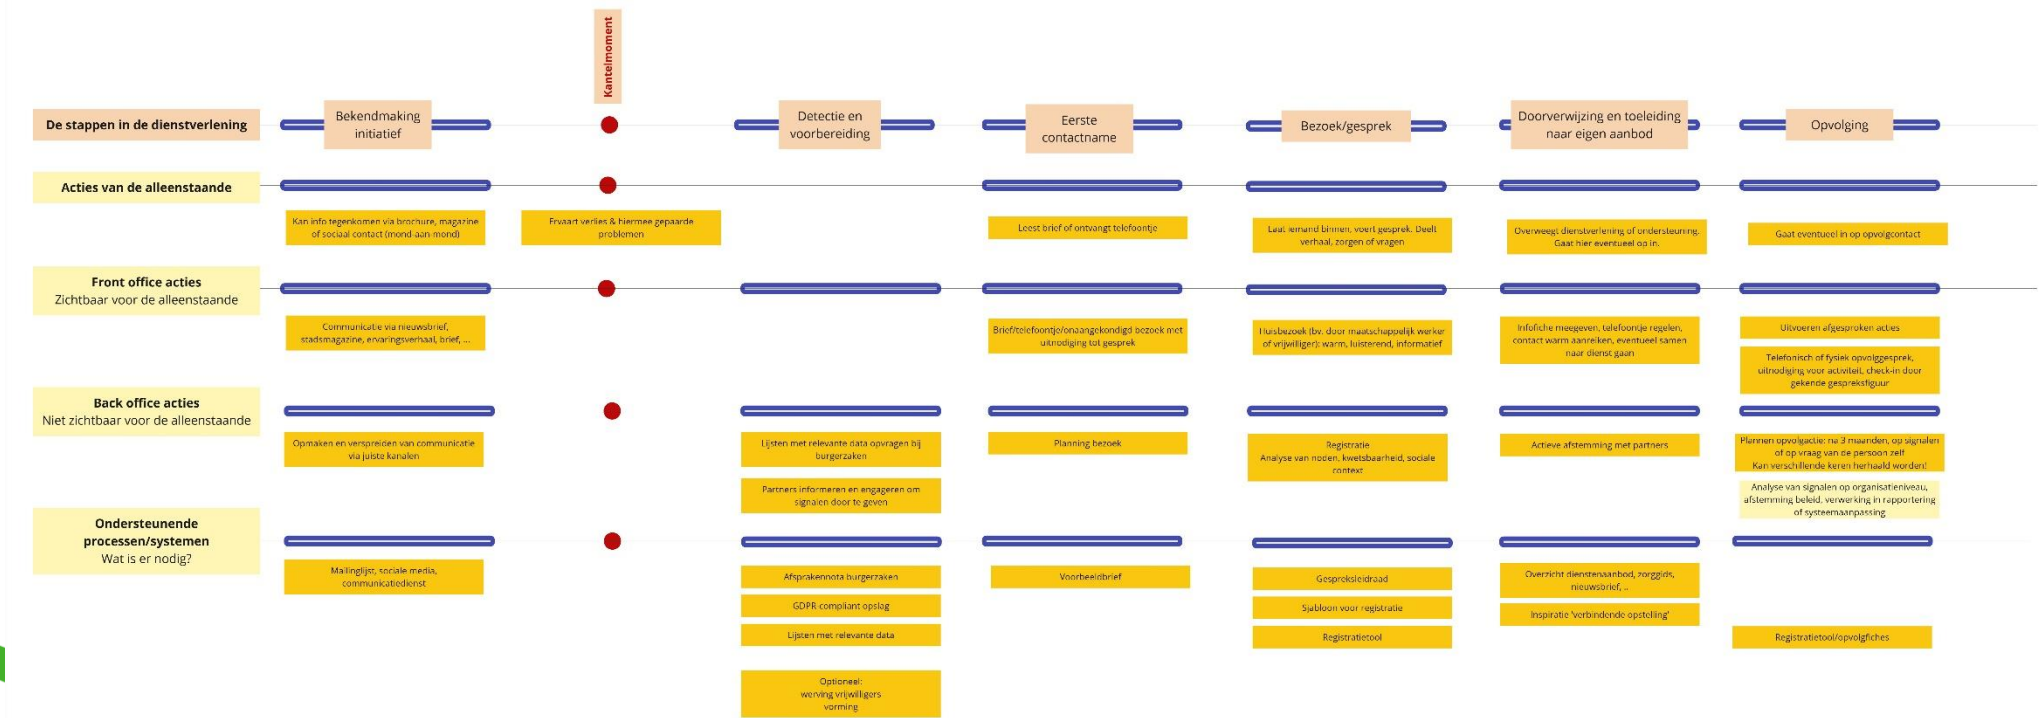 Kantelmoment
De stappen in de dienstverlening
Bekendmaking
initiatief
Detectie en
voorbereiding
Eerste
contactname
Bezoek/gesprek
Doorverwijzing en toeleiding
naar eigen aanbod
Opvolging
Acties van de alleenstaande
Kan info tegenkomen via brochure, magazine
of sociaal contact (mond-aan-mond)
Ervaart verlies & hiermee gepaarde
problemen
Leest brief of ontvangt telefoontje
Laat iemand binnen, voert gesprek. Deelt
verhaal, zorgen of vragen
Overweegt dienstverlening of ondersteuning.
Gaat hier eventueel op in.
Gaat eventueel in op opvolgcontact
Front office acties
Zichtbaar voor de alleenstaande
Communicatie via nieuwsbrief,
stadsmagazine, ervaringsverhaal, brief, ...
Brief/telefoontje/onaangekondigd bezoek met
uitnodiging tot gesprek
Huisbezoek (bv. door maatschappelijk werker
of vrijwilliger): warm, luisterend, informatief
Infofiche meegeven, telefoontje regelen,
contact warm aanreiken, eventueel samen
naar dienst gaan
Uitvoeren afgesproken acties
Telefonisch of fysiek opvolggesprek,
uitnodiging voor activiteit, check-in door
gekende gespreksfiguur
Back office acties
Niet zichtbaar voor de alleenstaande
Opmaken en verspreiden van communicatie
via juiste kanalen
Lijsten met relevante data opvragen bij
burgerzaken
Partners informeren en engageren om
signalen door te geven
Planning bezoek
Registratie
Analyse van noden, kwetsbaarheid, sociale
context
Actieve afstemming met partners
Plannen opvolgactie: na 3 maanden, op signalen
of op vraag van de persoon zelf
Kan verschillende keren herhaald worden!
Analyse van signalen op organisatieniveau,
afstemming beleid, verwerking in rapportering
of systeemaanpassing
Ondersteunende
processen/systemen
Wat is er nodig?
Mailinglijst, sociale media,
communicatiedienst
Afsprakennota burgerzaken
GDPR compliant opslag
Lijsten met relevante data
Optioneel:
werving vrijwilligers
vorming
Voorbeeldbrief
Gespreksleidraad
Sjabloon voor registratie
Registratietool
Overzicht dienstenaanbod, zorggids,
nieuwsbrief, ..
Inspiratie 'verbindende opstelling'
Registratietool/opvolgfiches